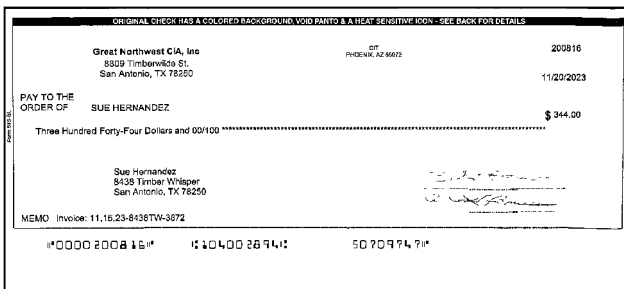 ORIGINAL CHECK HAS A COLORED BACKGROUND, VOID PANTO & A HEAT SENSITIVE ICON - SEE BACK FOR DETAILS
Great Northwest CIA, Inc
8809 Timberwilde St.
San Antonio, TX 78250
CIT
PHOENIX, AZ 85072
200816
11/20/2023
PAY TO THE
ORDER OF SUE HERNANDEZ
$ 344.00
Three Hundred Forty-Four Dollars and 00/100
Sue Hernandez
8438 Timber Whisper
San Antonio, TX 78250
MEMO Invoice: 11.15.23-8438TW-3872
⑈0000200816⑈ ⑆104002894⑆ 50709747⑈